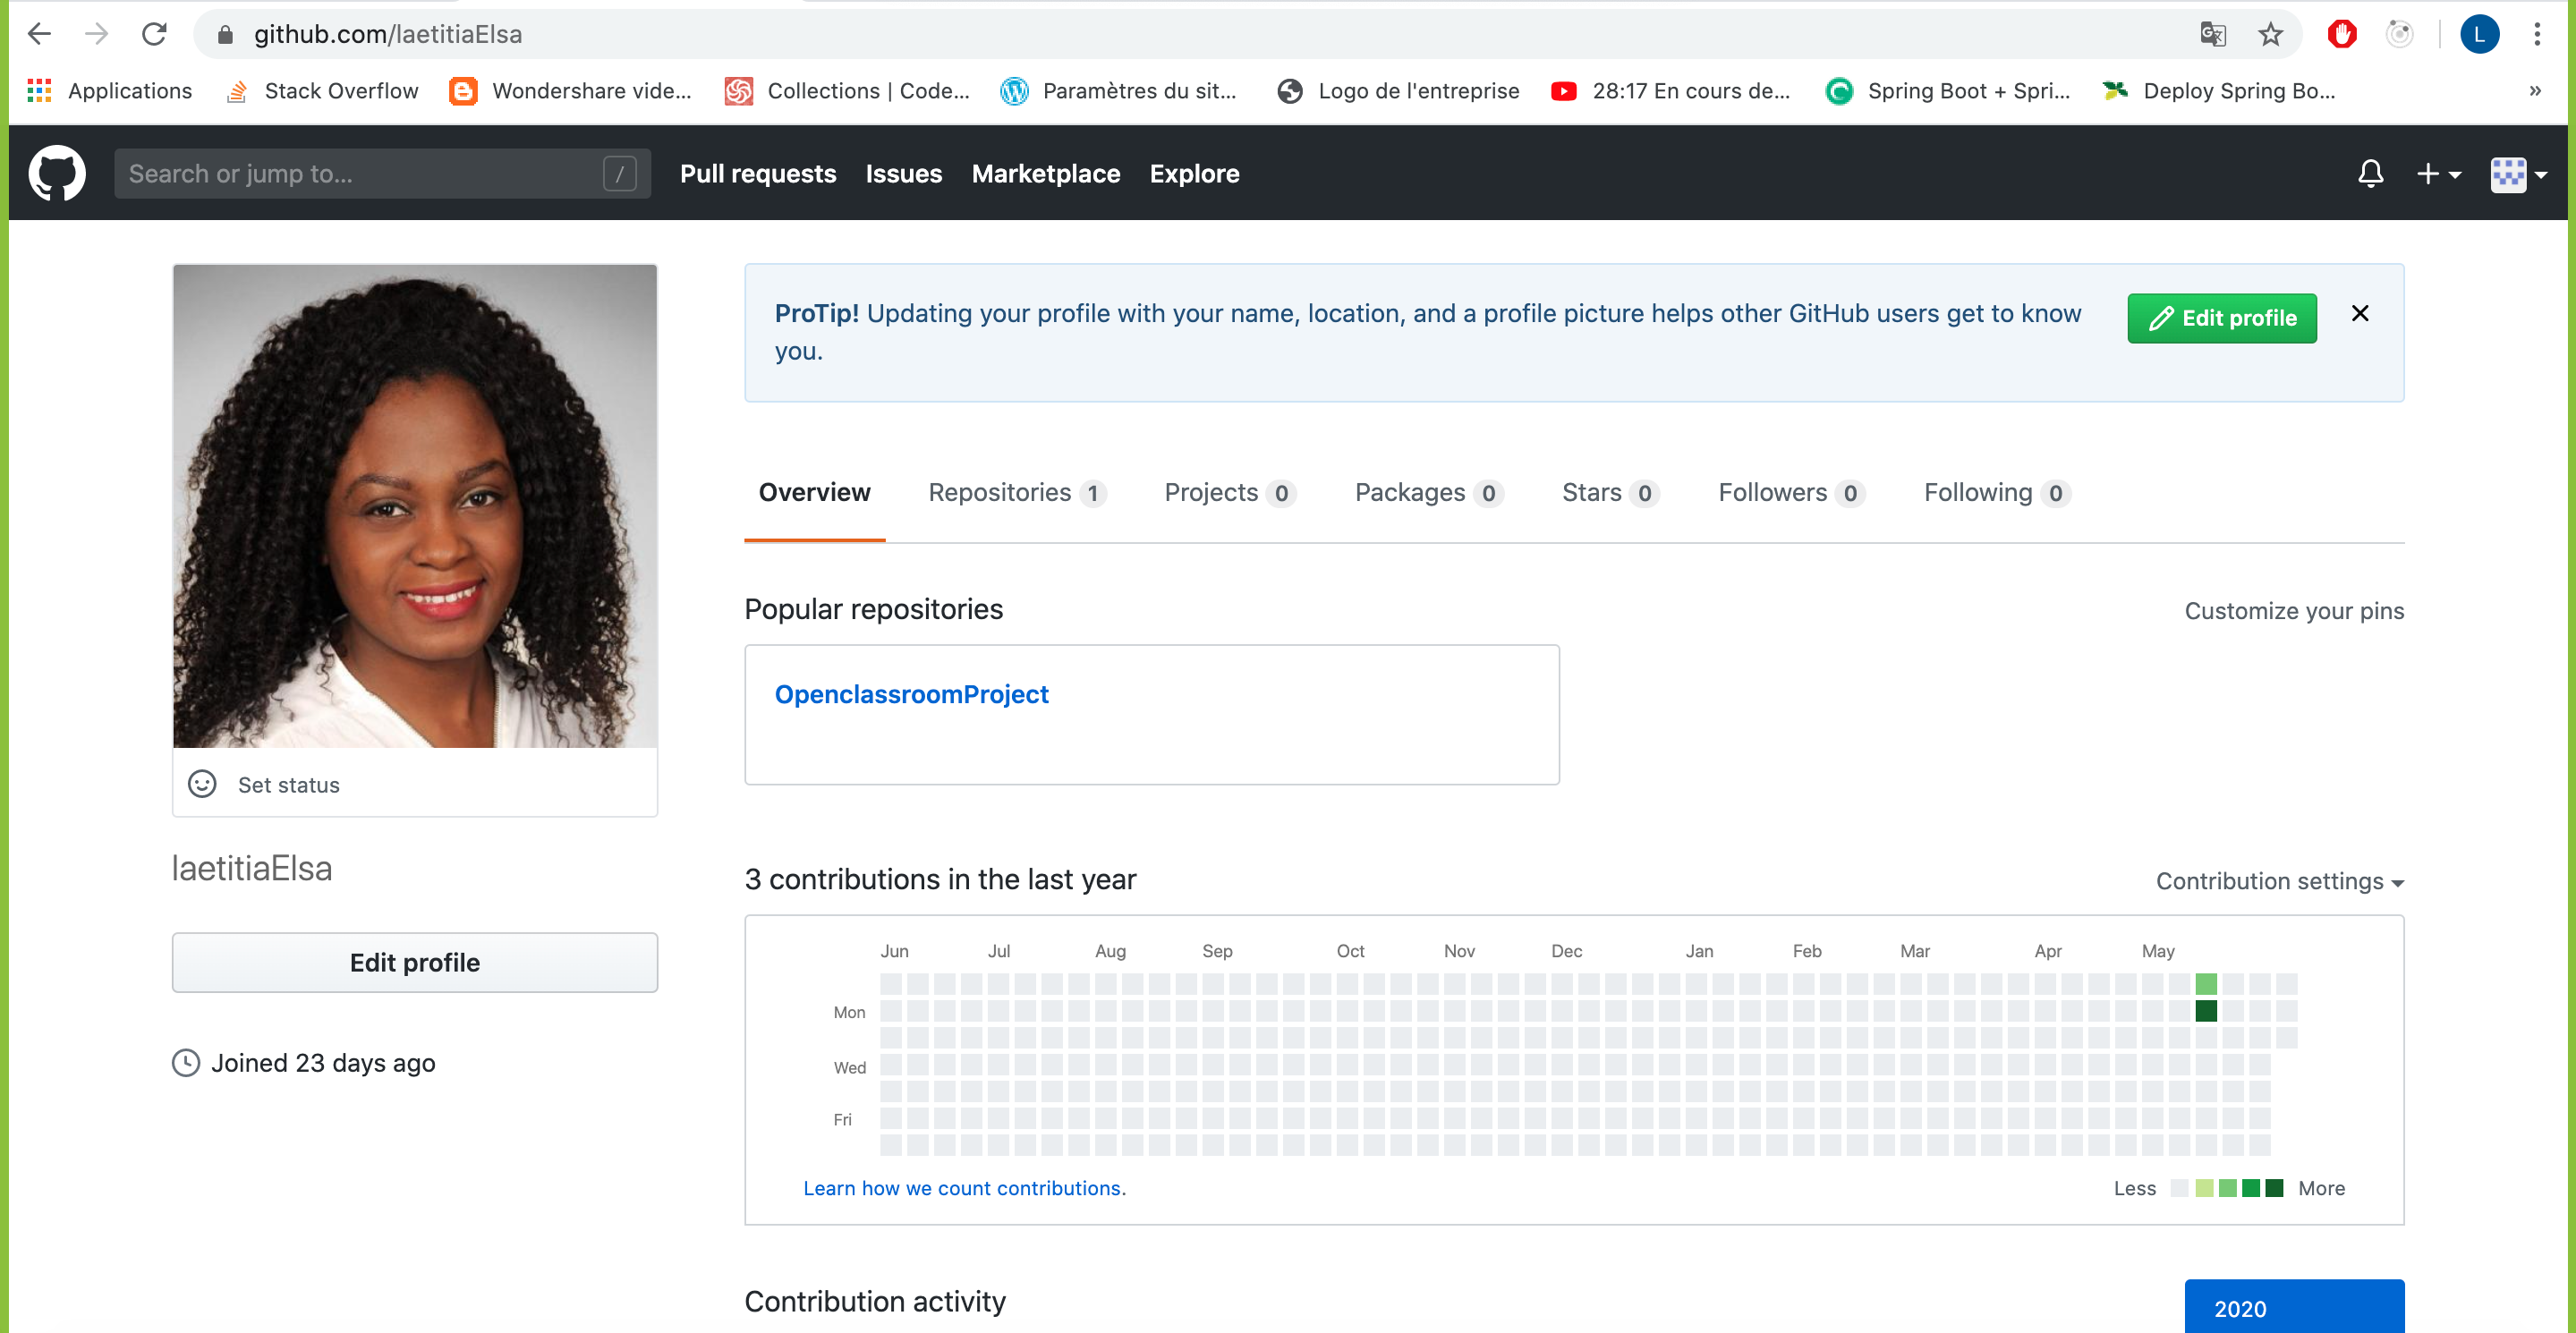 github.com/laetitiaElsa
L
Applications
Stack Overflow
Wondershare vide...
Collections | Code...
Paramètres du sit...
Logo de l'entreprise
28:17 En cours de...
Spring Boot + Spri...
Deploy Spring Bo...
»
Search or jump to...
/
Pull requests
Issues
Marketplace
Explore
ProTip! Updating your profile with your name, location, and a profile picture helps other GitHub users get to know
you.
Edit profile
Overview
Repositories 1
Projects 0
Packages 0
Stars 0
Followers 0
Following 0
Popular repositories
Customize your pins
OpenclassroomProject
Set status
laetitiaElsa
Edit profile
Joined 23 days ago
3 contributions in the last year
Contribution settings
Jun Jul Aug Sep Oct Nov Dec Jan Feb Mar Apr May
Mon
Wed
Fri
Learn how we count contributions.
Less More
Contribution activity
2020